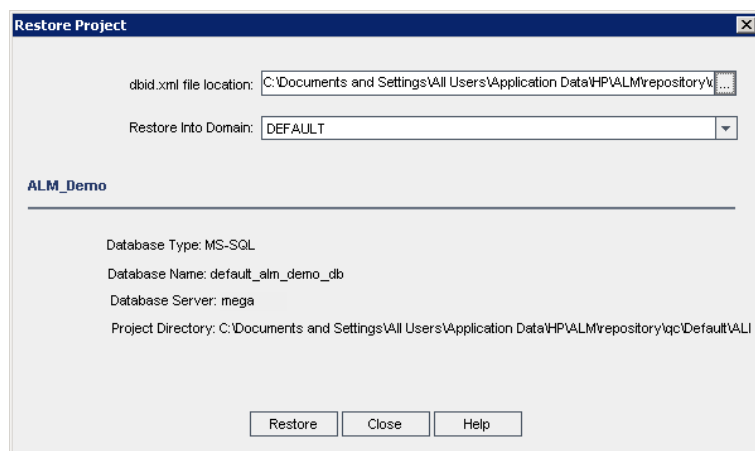 Restore Project
dbid.xml file location: C:\Documents and Settings\All Users\Application Data\HP\ALM\repository\ ...
Restore Into Domain: DEFAULT
ALM_Demo
Database Type: MS-SQL
Database Name: default_alm_demo_db
Database Server: mega
Project Directory: C:\Documents and Settings\All Users\Application Data\HP\ALM\repository\qc\Default\AL
Restore Close Help